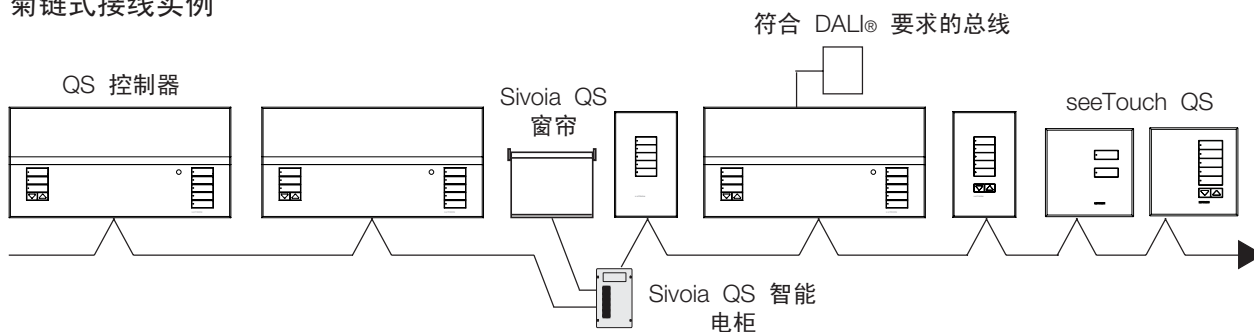 菊链式接线实例
符合 DALI® 要求的总线
QS 控制器
Sivoia QS
窗帘
seeTouch QS
Sivoia QS 智能
电柜